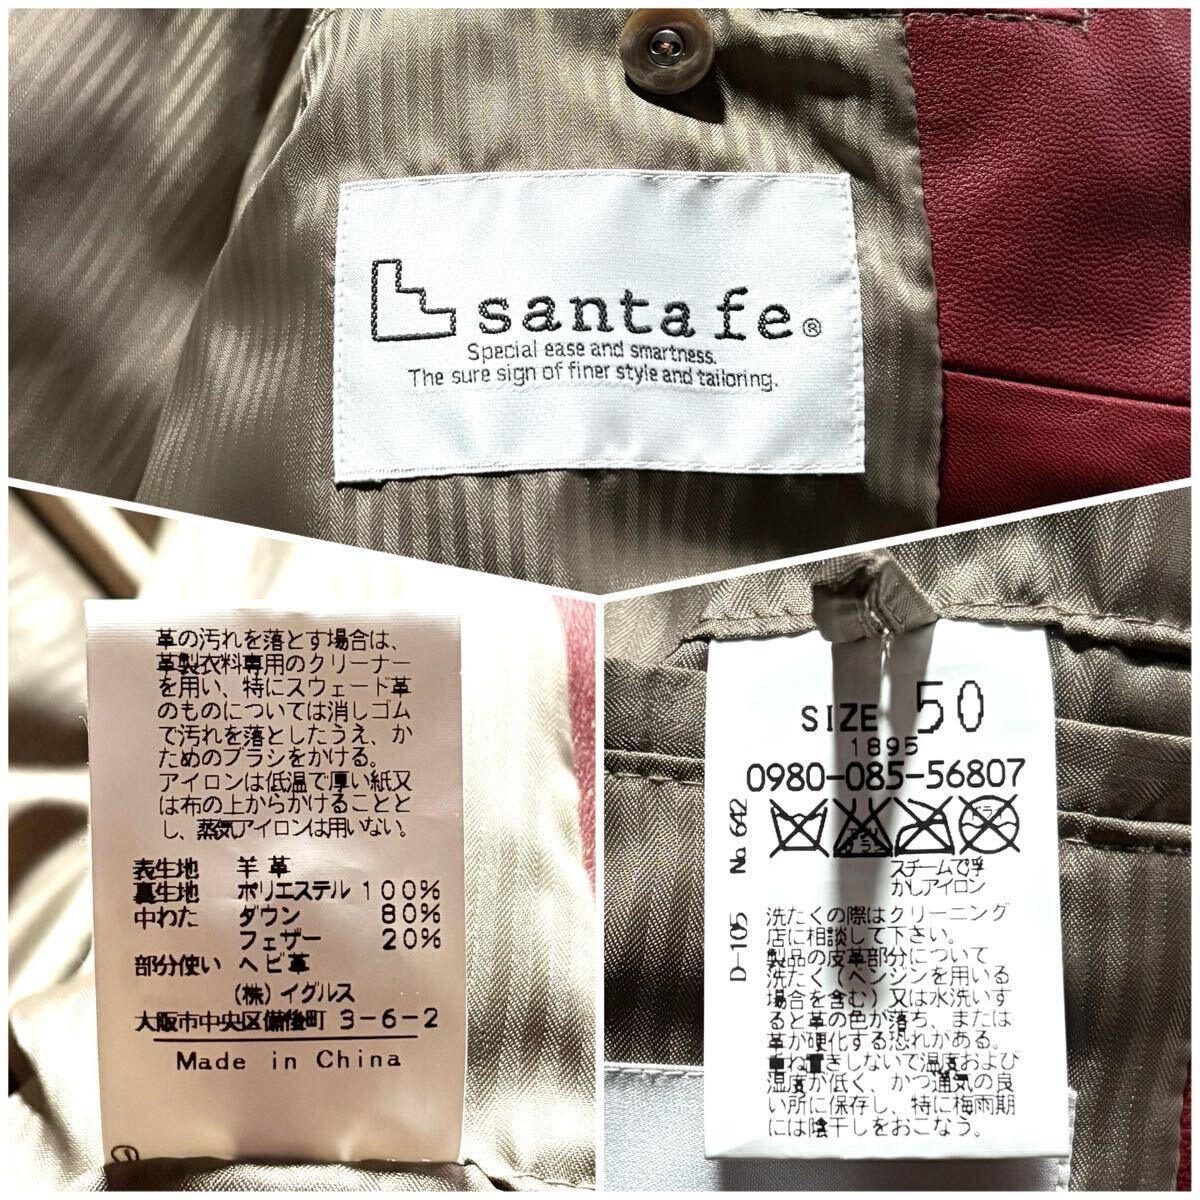 santa fe®
Special ease and smartness.
The sure sign of finer style and tailoring.
革の汚れを落とす場合は、
革製衣料専用のクリーナー
を用い、特にスウェード革
のものについては消しゴム
で汚れを落としたうえ、か
ためのブラシをかける。
アイロンは低温で厚い紙又
は布の上からかけることと
し、蒸気アイロンは用いない。
表生地 羊革
裏生地 ポリエステル 100%
中わた ダウン 80%
フェザー 20%
部分使い ヘビ革
(株)イグルス
大阪市中央区備後町 3-6-2
Made in China
SIZE 50
1895
0980-085-56807
ドライ
スチームで浮
かしアイロン
No.642
D-105
洗たくの際はクリーニング
店に相談して下さい。
製品の皮革部分について
洗たく(ベンジンを用いる
場合を含む)又は水洗いす
ると革の色が落ち、または
革が硬化する恐れがある。
重ね置きしないで温度および
湿度が低く、かつ通気の良
い所に保存し、特に梅雨期
には陰干しをおこなう。